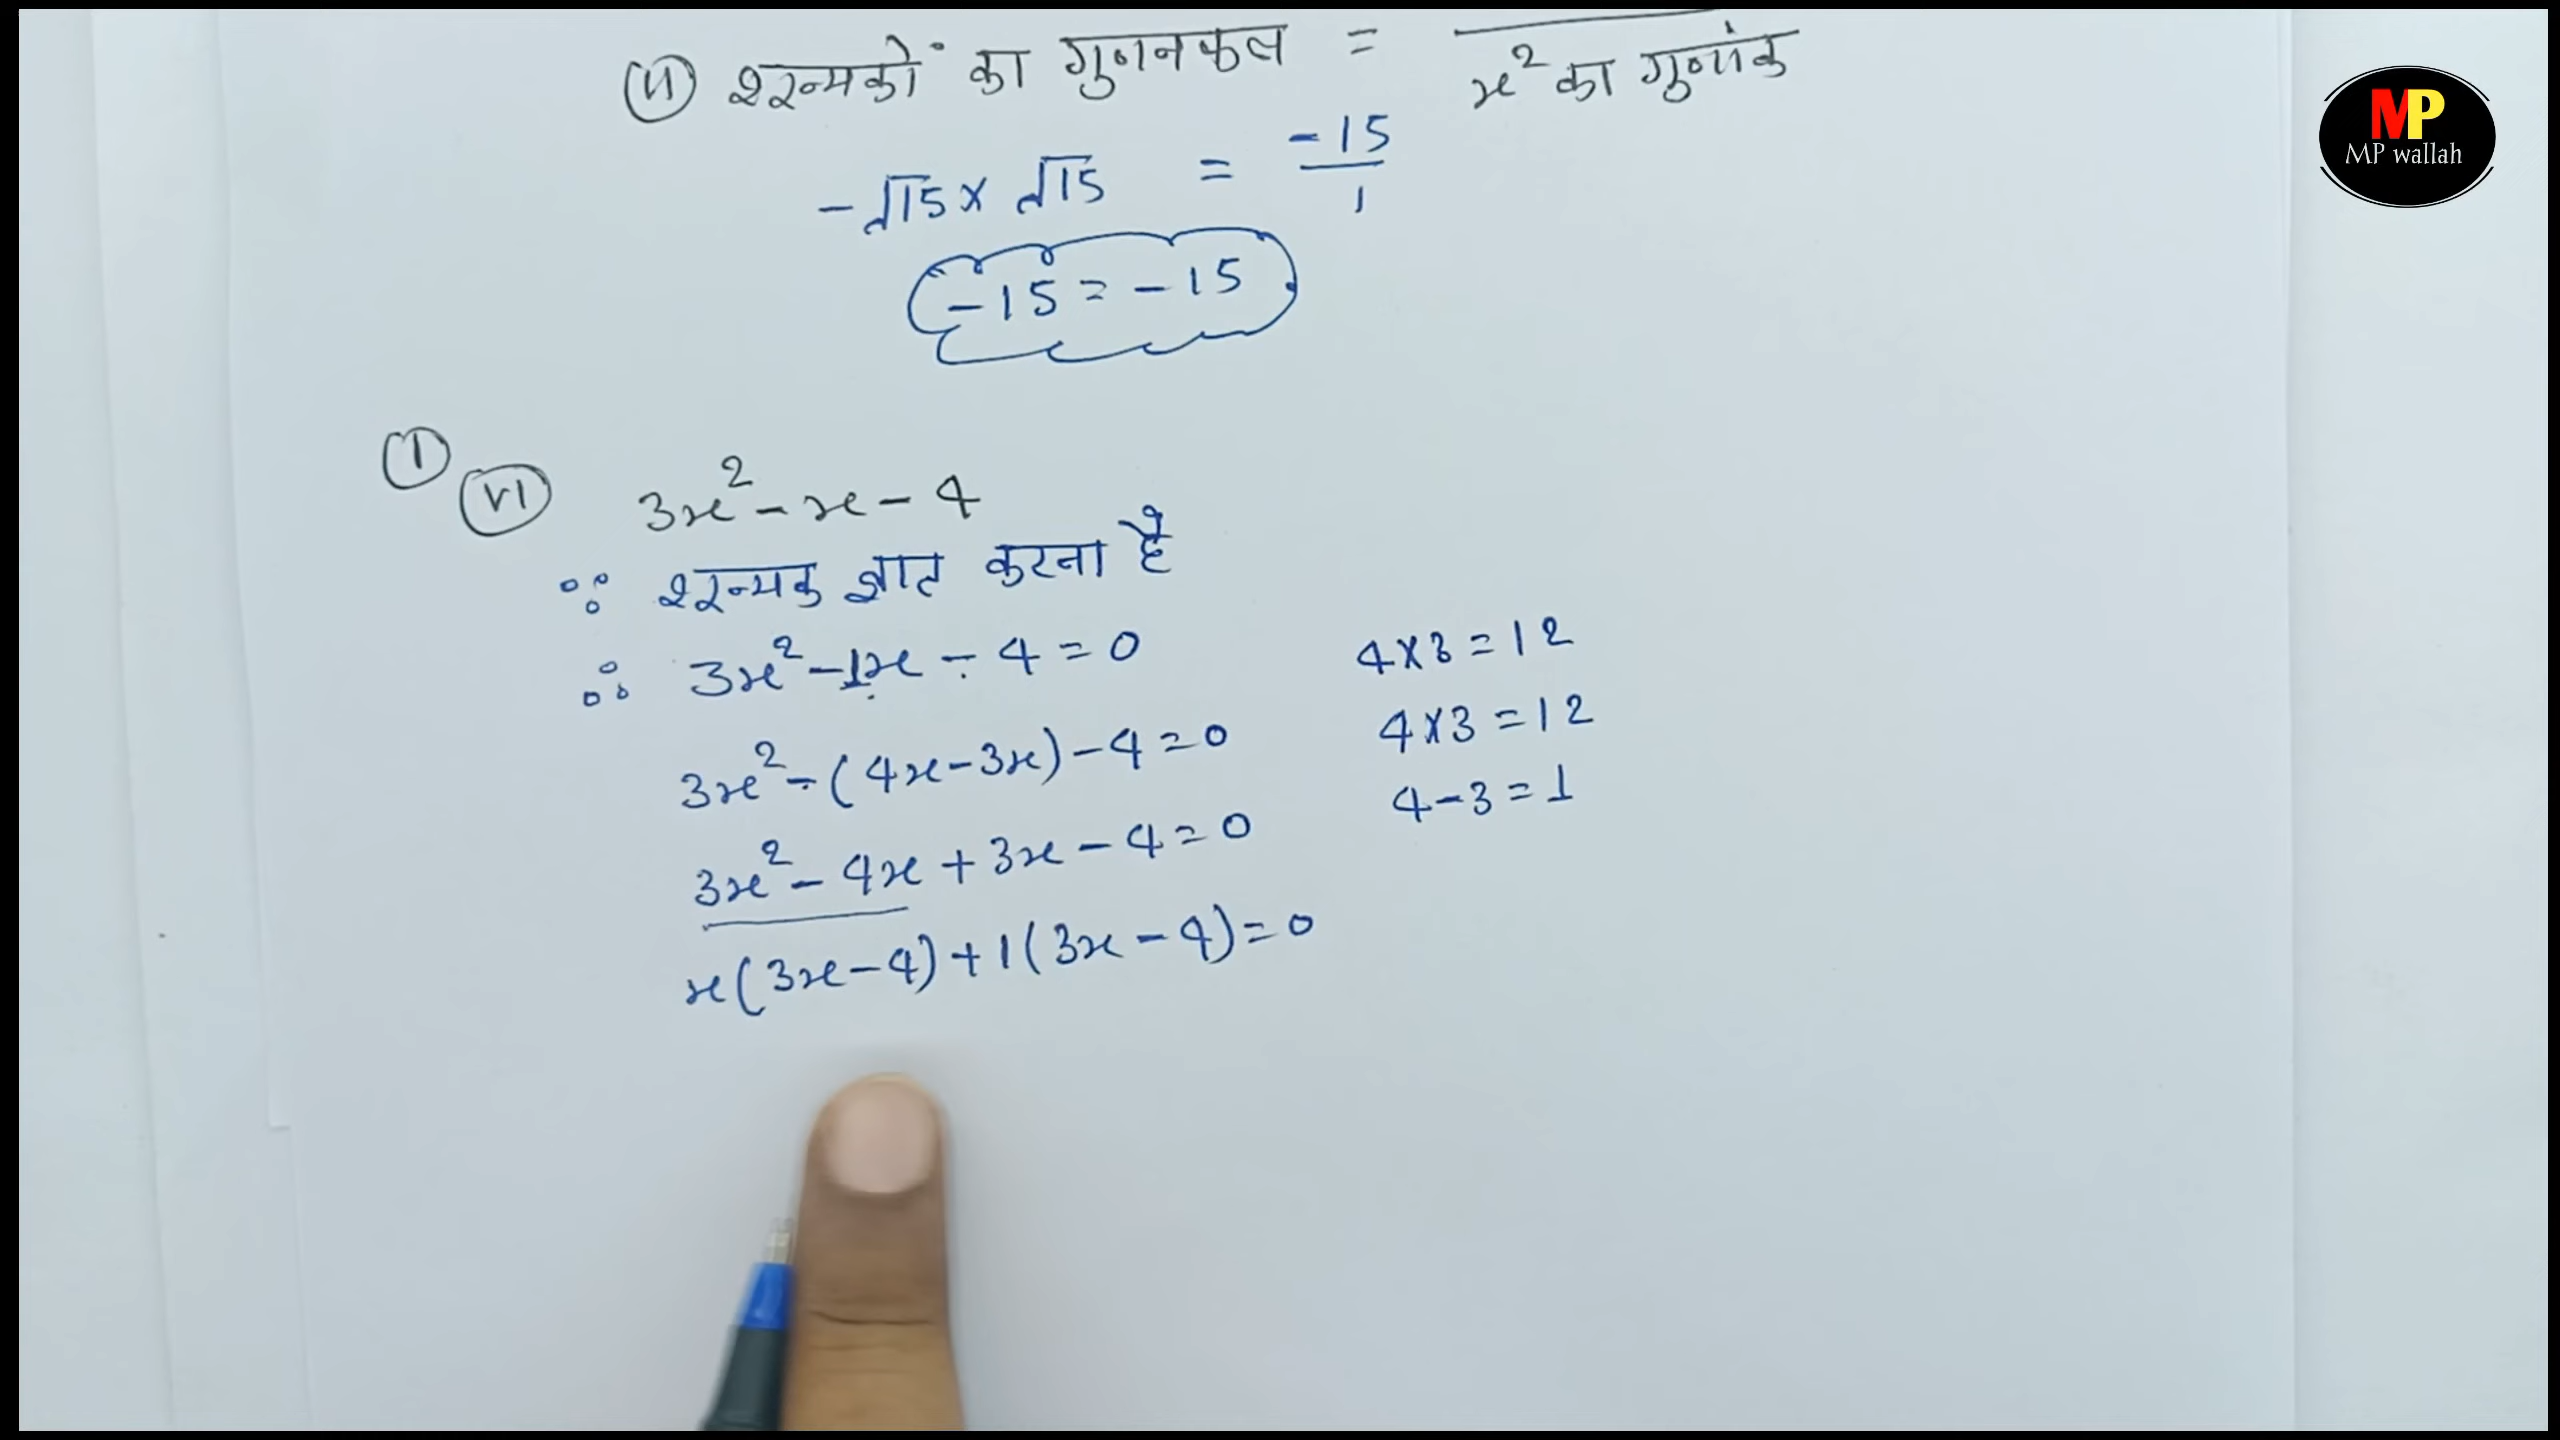 (ii) शून्यकों का गुणनफल = ―
x² का गुणांक
-√15 × √15 = -15/1
-15 = -15
MP
MP wallah
①
(vi) 3x² - x - 4
∵ शून्यक ज्ञात करना है
∴ 3x² - 1x - 4 = 0
3x² - (4x - 3x) - 4 = 0
3x² - 4x + 3x - 4 = 0
x(3x - 4) + 1(3x - 4) = 0
4×3 = 12
4×3 = 12
4-3 = 1